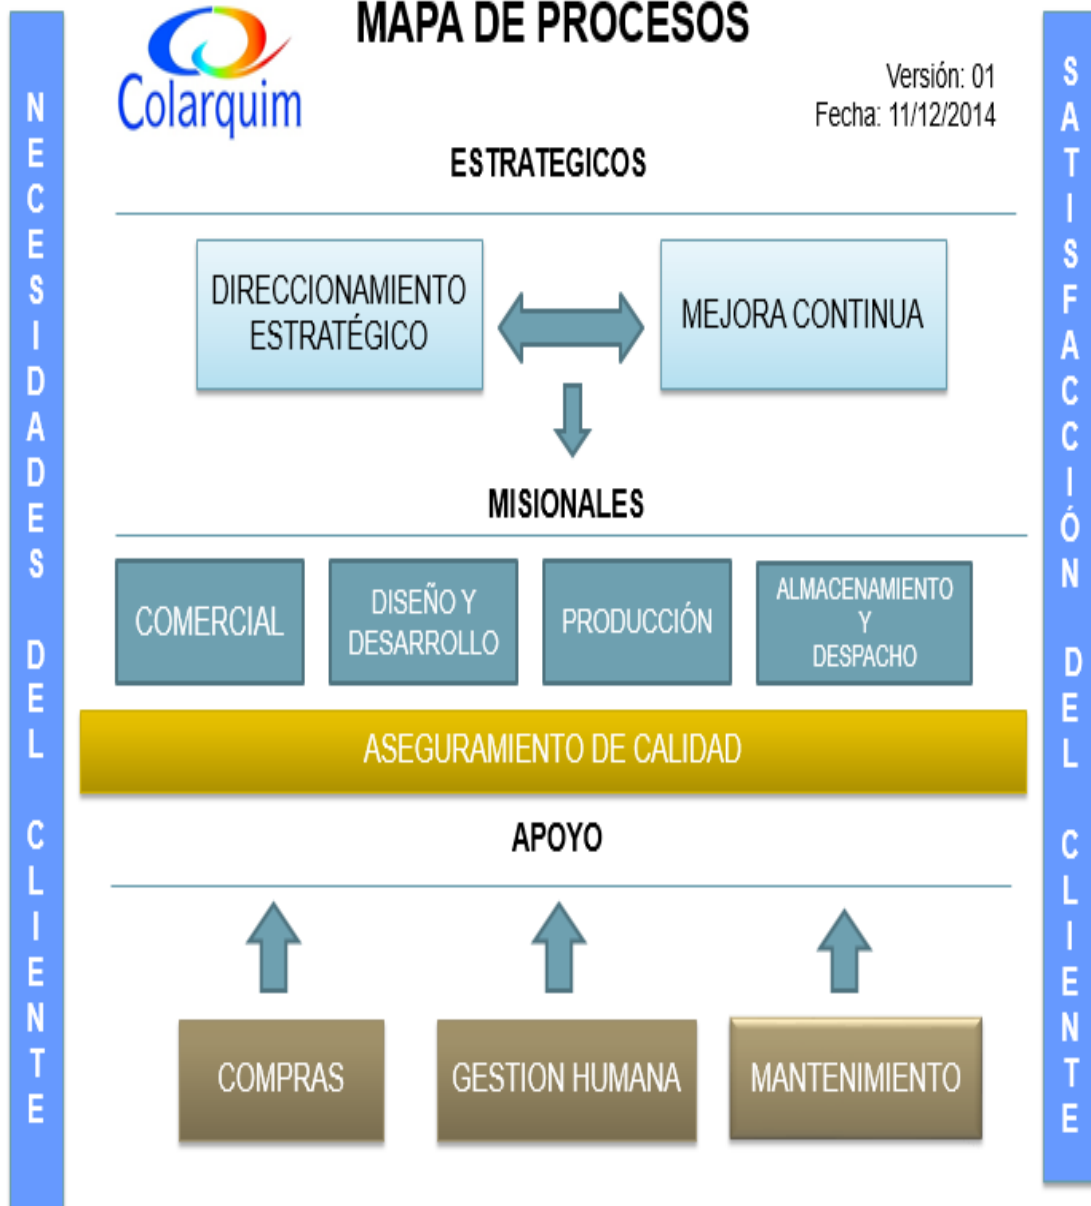 MAPA DE PROCESOS
Colarquim
Versión: 01
Fecha: 11/12/2014
NECESIDADES DEL CLIENTE
ESTRATEGICOS
DIRECCIONAMIENTO
ESTRATÉGICO
MEJORA CONTINUA
MISIONALES
COMERCIAL
DISEÑO Y
DESARROLLO
PRODUCCIÓN
ALMACENAMIENTO
Y
DESPACHO
ASEGURAMIENTO DE CALIDAD
APOYO
COMPRAS
GESTION HUMANA
MANTENIMIENTO
SATISFACCIÓN DEL CLIENTE